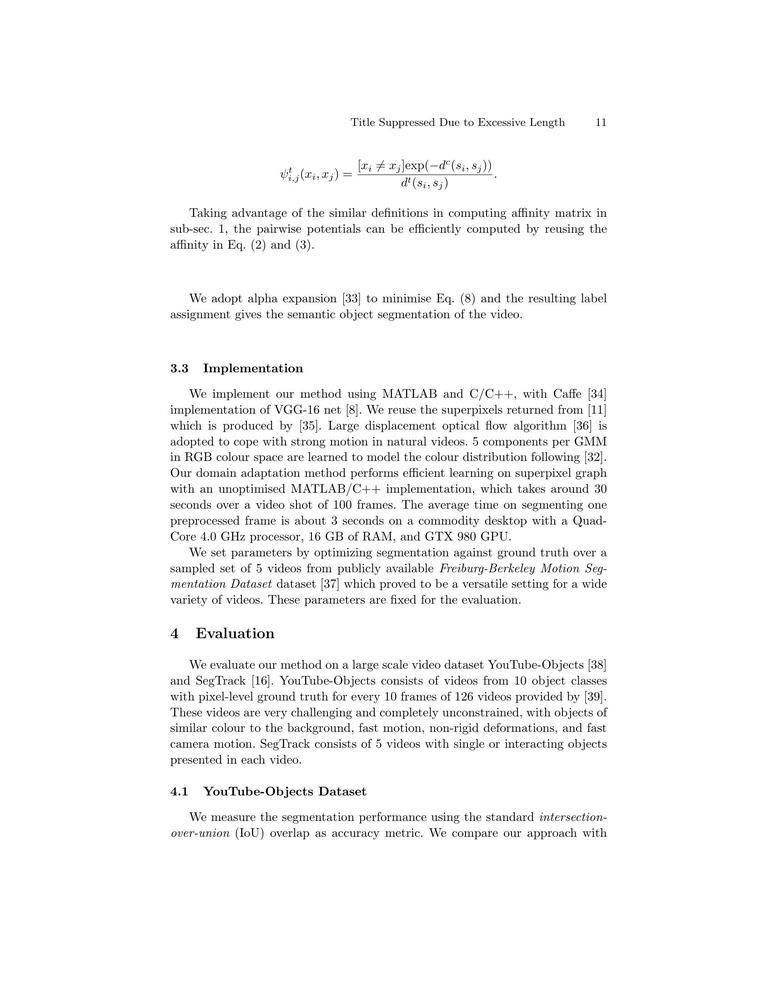 Title Suppressed Due to Excessive Length 11
ψ^t_{i,j}(x_i, x_j) = [x_i ≠ x_j]exp(−d^c(s_i, s_j)) / d^t(s_i, s_j).
Taking advantage of the similar definitions in computing affinity matrix in
sub-sec. 1, the pairwise potentials can be efficiently computed by reusing the
affinity in Eq. (2) and (3).
We adopt alpha expansion [33] to minimise Eq. (8) and the resulting label
assignment gives the semantic object segmentation of the video.
3.3 Implementation
We implement our method using MATLAB and C/C++, with Caffe [34]
implementation of VGG-16 net [8]. We reuse the superpixels returned from [11]
which is produced by [35]. Large displacement optical flow algorithm [36] is
adopted to cope with strong motion in natural videos. 5 components per GMM
in RGB colour space are learned to model the colour distribution following [32].
Our domain adaptation method performs efficient learning on superpixel graph
with an unoptimised MATLAB/C++ implementation, which takes around 30
seconds over a video shot of 100 frames. The average time on segmenting one
preprocessed frame is about 3 seconds on a commodity desktop with a Quad-
Core 4.0 GHz processor, 16 GB of RAM, and GTX 980 GPU.
We set parameters by optimizing segmentation against ground truth over a
sampled set of 5 videos from publicly available Freiburg-Berkeley Motion Seg-
mentation Dataset dataset [37] which proved to be a versatile setting for a wide
variety of videos. These parameters are fixed for the evaluation.
4 Evaluation
We evaluate our method on a large scale video dataset YouTube-Objects [38]
and SegTrack [16]. YouTube-Objects consists of videos from 10 object classes
with pixel-level ground truth for every 10 frames of 126 videos provided by [39].
These videos are very challenging and completely unconstrained, with objects of
similar colour to the background, fast motion, non-rigid deformations, and fast
camera motion. SegTrack consists of 5 videos with single or interacting objects
presented in each video.
4.1 YouTube-Objects Dataset
We measure the segmentation performance using the standard intersection-
over-union (IoU) overlap as accuracy metric. We compare our approach with